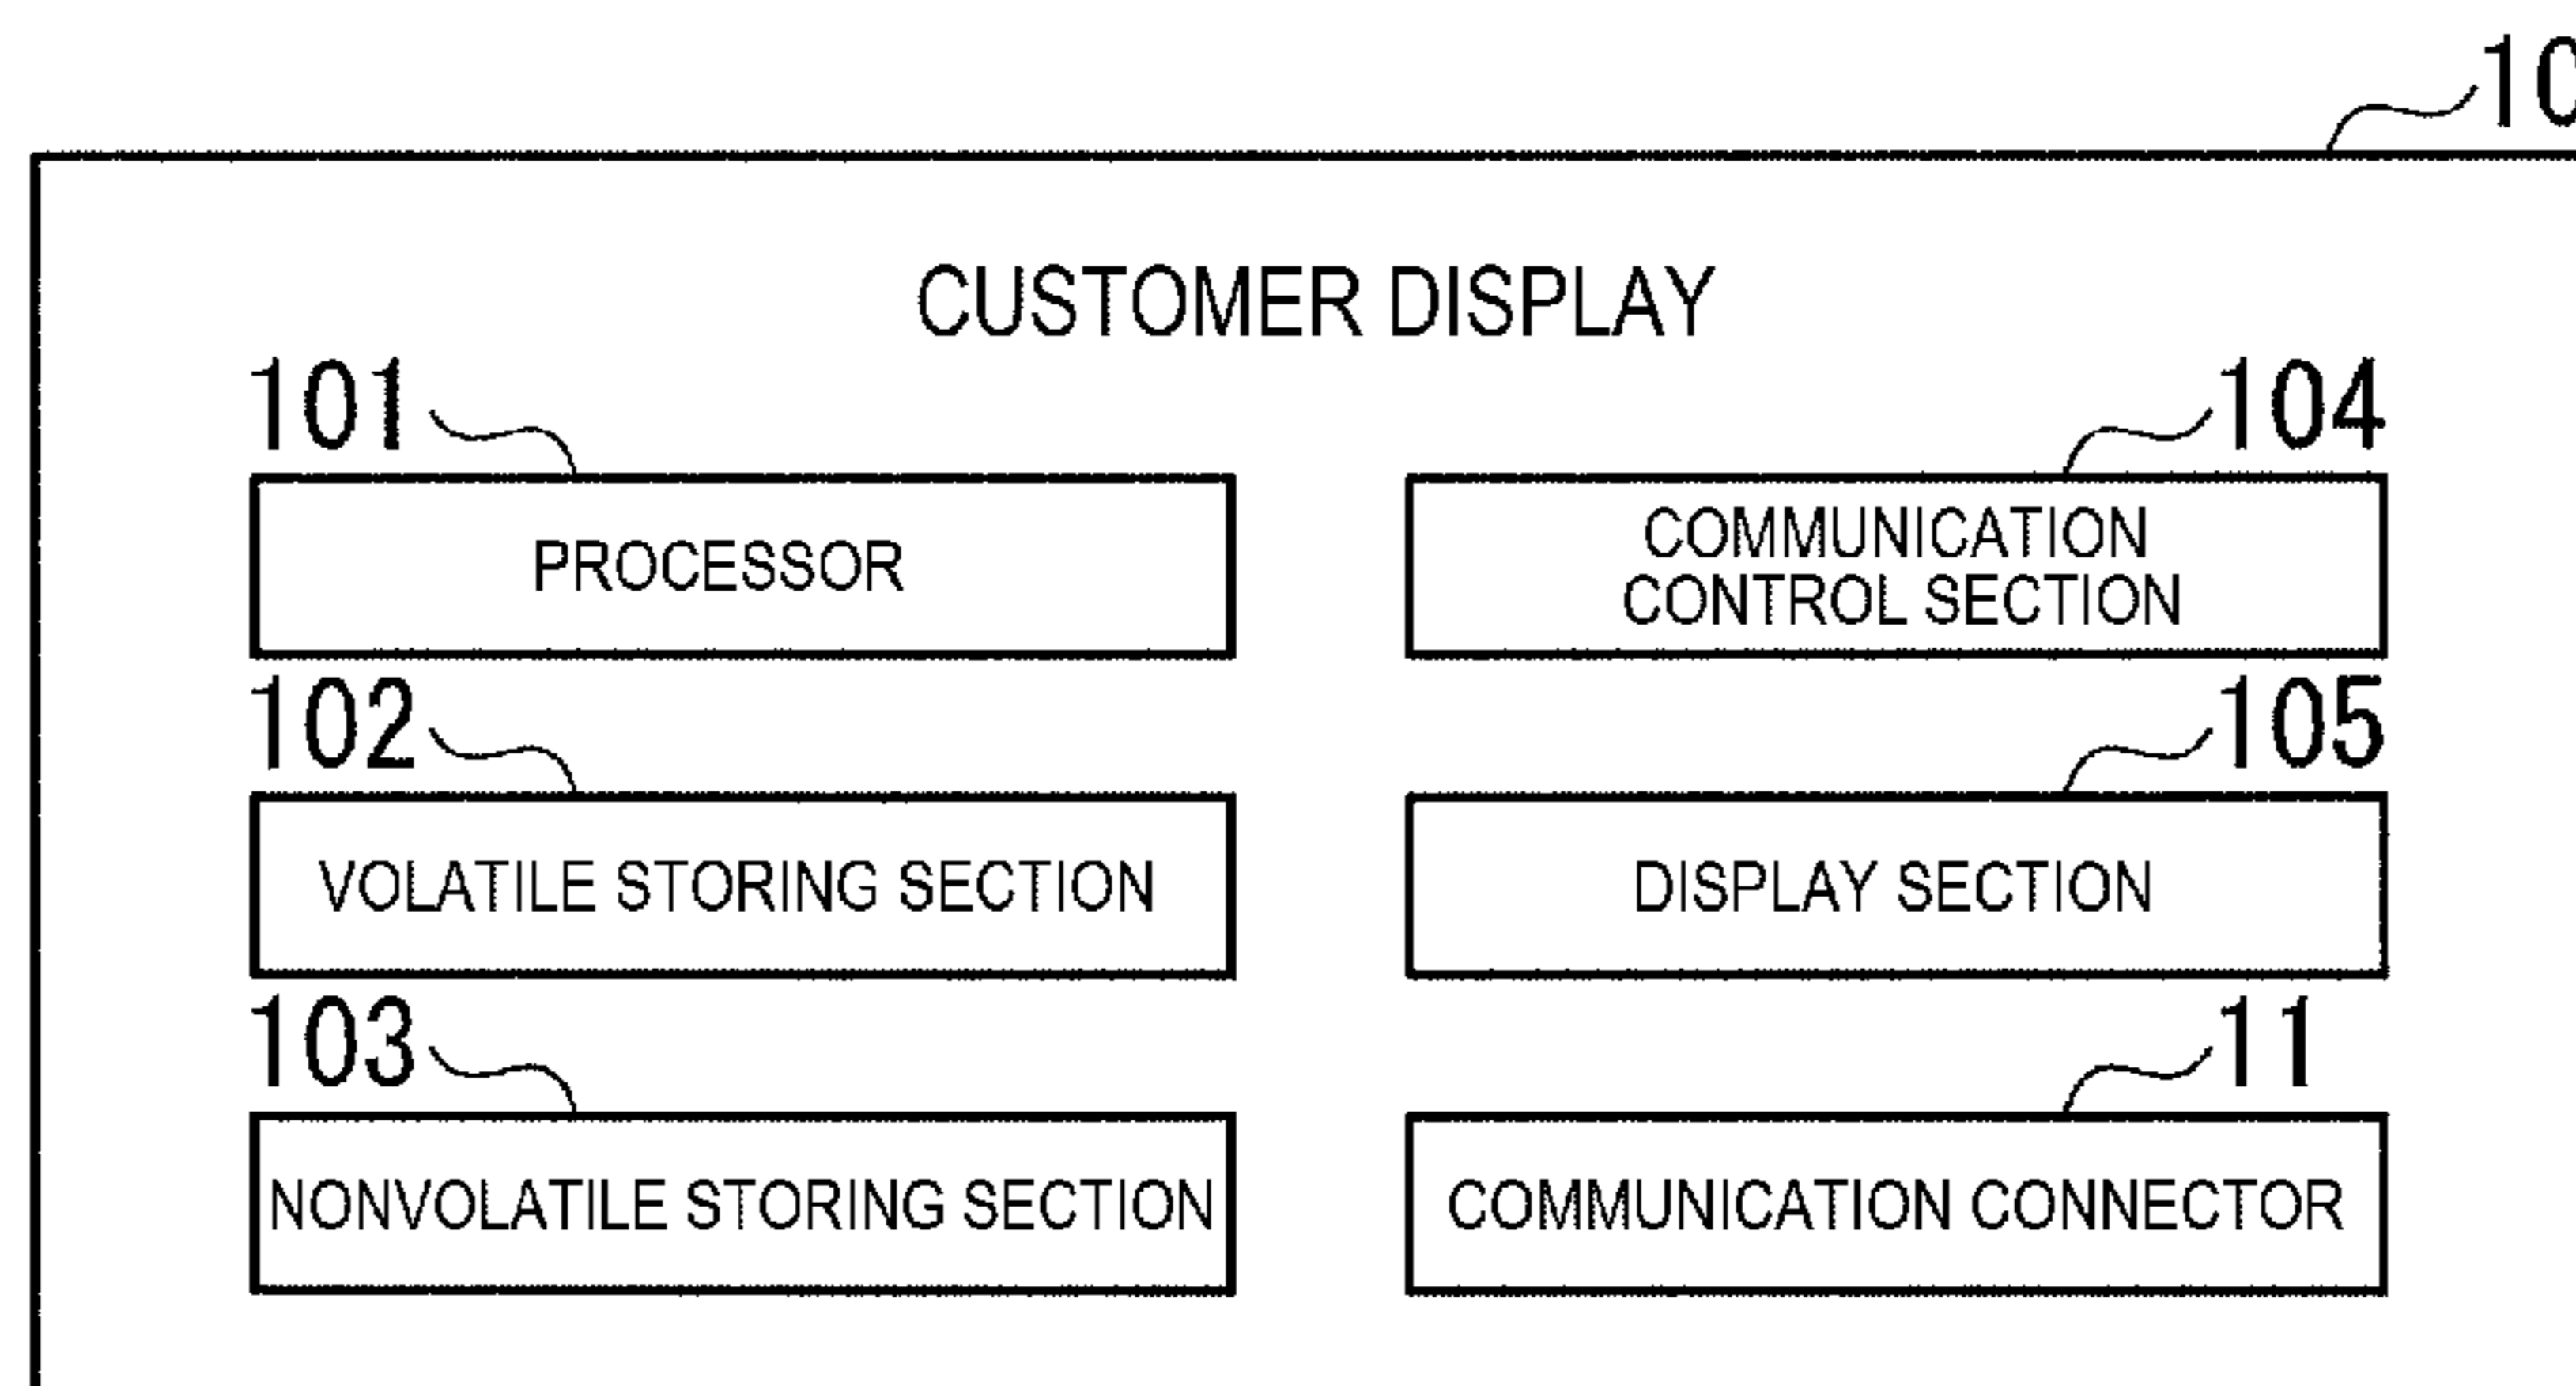 10
CUSTOMER DISPLAY
101
104
PROCESSOR
COMMUNICATION
CONTROL SECTION
102
105
VOLATILE STORING SECTION
DISPLAY SECTION
103
11
NONVOLATILE STORING SECTION
COMMUNICATION CONNECTOR